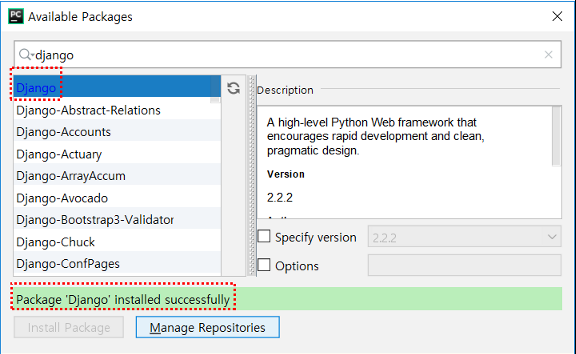 PC
Available Packages
django
Django
Django-Abstract-Relations
Django-Accounts
Django-Actuary
Django-ArrayAccum
Django-Avocado
Django-Bootstrap3-Validator
Django-Chuck
Django-ConfPages
Description
A high-level Python Web framework that
encourages rapid development and clean,
pragmatic design.
Version
2.2.2
Specify version
2.2.2
Options
Package 'Django' installed successfully
Install Package
Manage Repositories